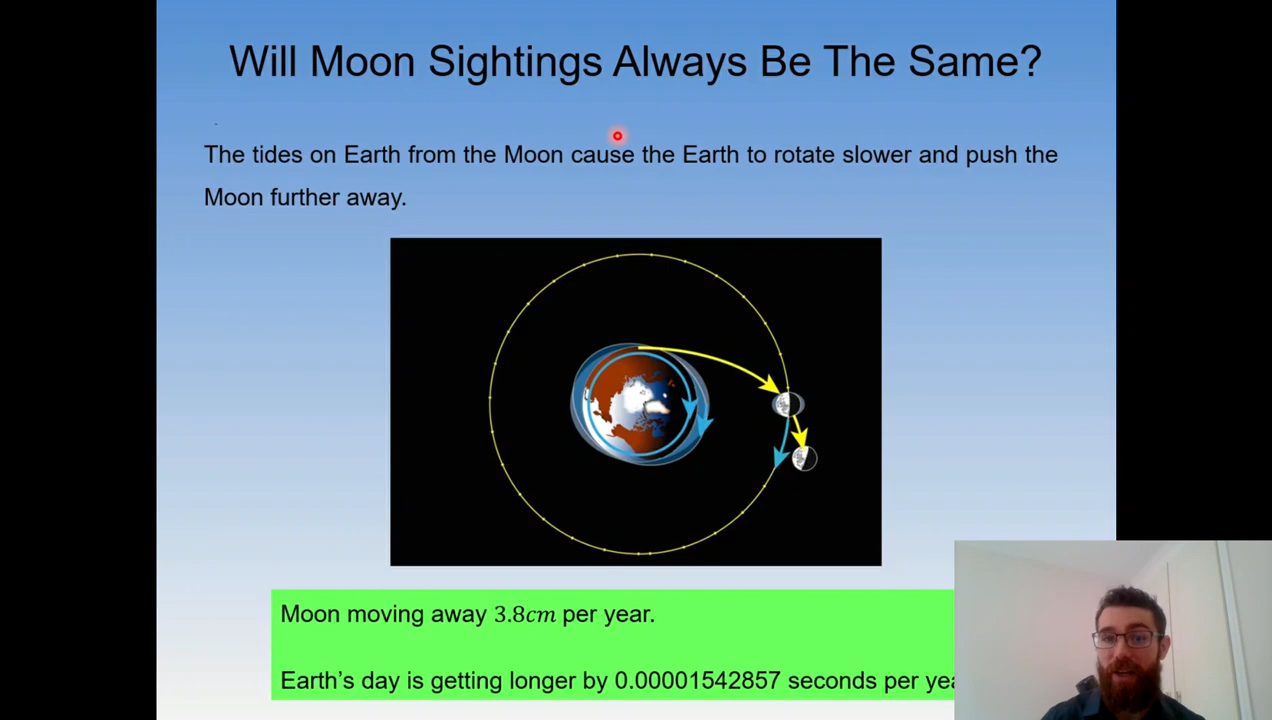 Will Moon Sightings Always Be The Same?
The tides on Earth from the Moon cause the Earth to rotate slower and push the
Moon further away.
Moon moving away 3.8cm per year.
Earth's day is getting longer by 0.00001542857 seconds per yea